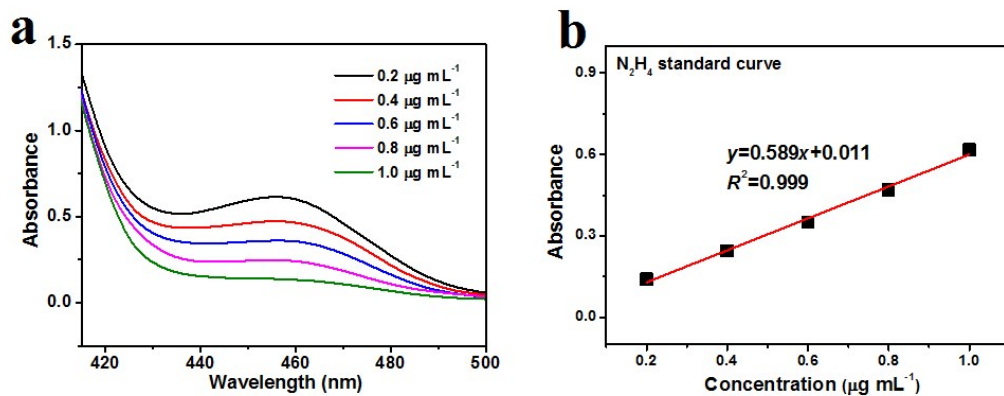 a
1.5
1.0
0.5
0.0
Absorbance
0.2 μg mL⁻¹
0.4 μg mL⁻¹
0.6 μg mL⁻¹
0.8 μg mL⁻¹
1.0 μg mL⁻¹
420 440 460 480 500
Wavelength (nm)
b
0.9
0.6
0.3
0.0
Absorbance
N₂H₄ standard curve
y=0.589x+0.011
R²=0.999
0.2 0.4 0.6 0.8 1.0
Concentration (μg mL⁻¹)